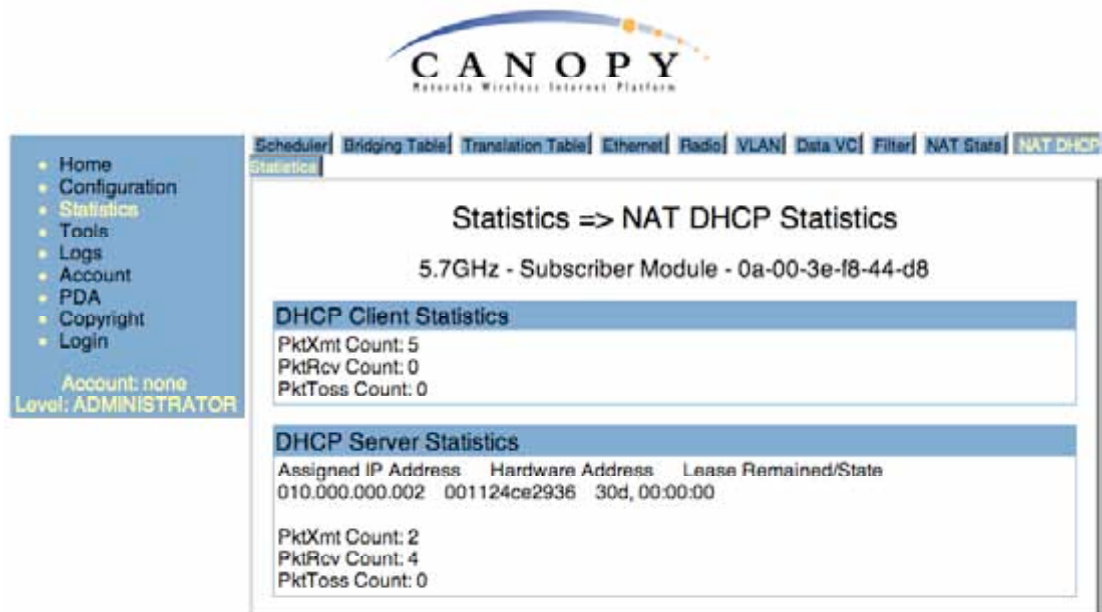 CANOPY
Motorola Wireless Internet Platform
Home
Configuration
Statistics
Tools
Logs
Account
PDA
Copyright
Login
Account: none
Level: ADMINISTRATOR
Scheduler Bridging Table Translation Table Ethernet Radio VLAN Data VC Filter NAT Stats NAT DHCP
Statistics
Statistics => NAT DHCP Statistics
5.7GHz - Subscriber Module - 0a-00-3e-f8-44-d8
DHCP Client Statistics
PktXmt Count: 5
PktRcv Count: 0
PktToss Count: 0
DHCP Server Statistics
Assigned IP Address Hardware Address Lease Remained/State
010.000.000.002 001124ce2936 30d, 00:00:00
PktXmt Count: 2
PktRcv Count: 4
PktToss Count: 0